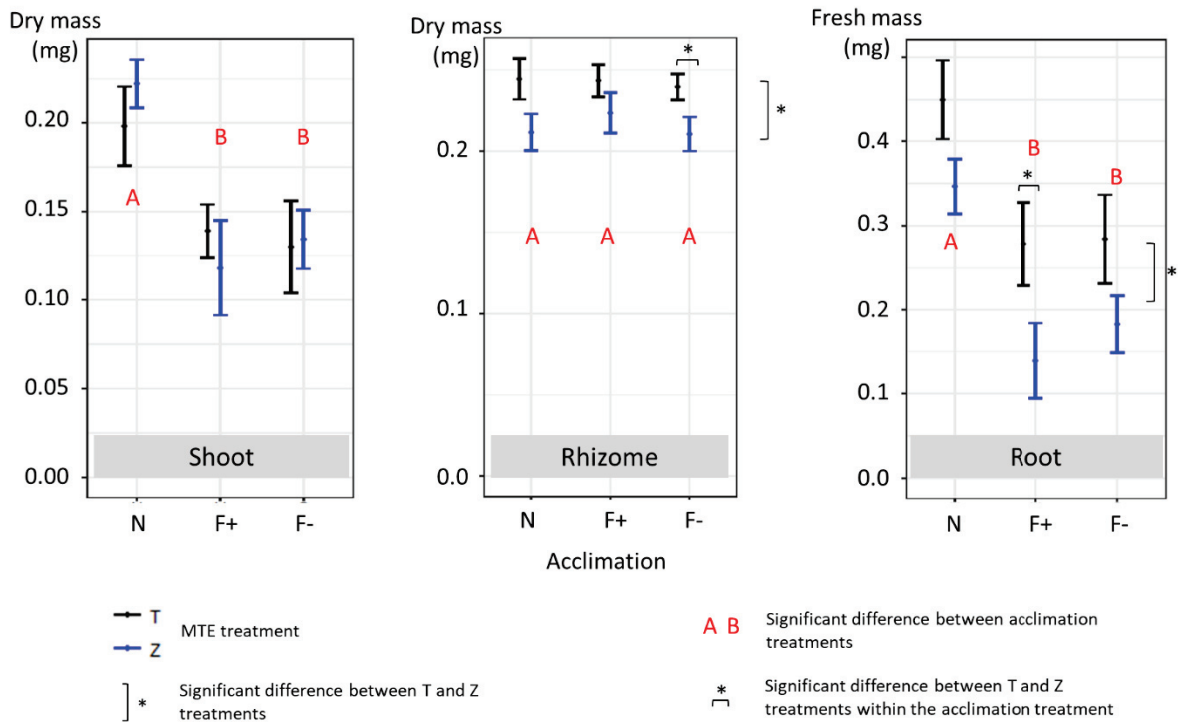 Dry mass
(mg)
0.20
0.15
0.10
0.05
0.00
A
B
B
Shoot
N
F+
F-
Dry mass
(mg)
0.2
0.1
0.0
*
*
A
A
A
Rhizome
N
F+
F-
Acclimation
Fresh mass
(mg)
0.4
0.3
0.2
0.1
0.0
A
B
*
B
*
Root
N
F+
F-
T
Z
MTE treatment
* Significant difference between T and Z
treatments
A B Significant difference between acclimation
treatments
* Significant difference between T and Z
treatments within the acclimation treatment